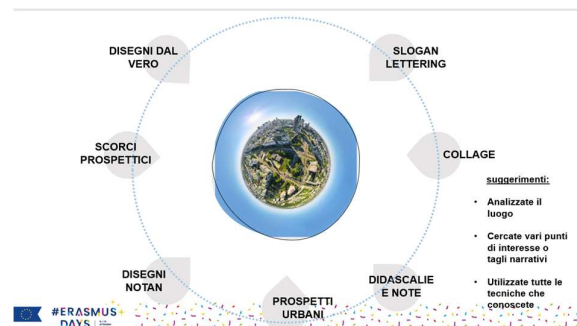 DISEGNI DAL
VERO
SLOGAN
LETTERING
SCORCI
PROSPETTICI
COLLAGE
suggerimenti:
• Analizzate il
luogo
• Cercate vari punti
di interesse o
tagli narrativi
• Utilizzate tutte le
tecniche che
conoscete
DISEGNI
NOTAN
PROSPETTI
URBANI
DIDASCALIE
E NOTE
#ERASMUS
DAYS